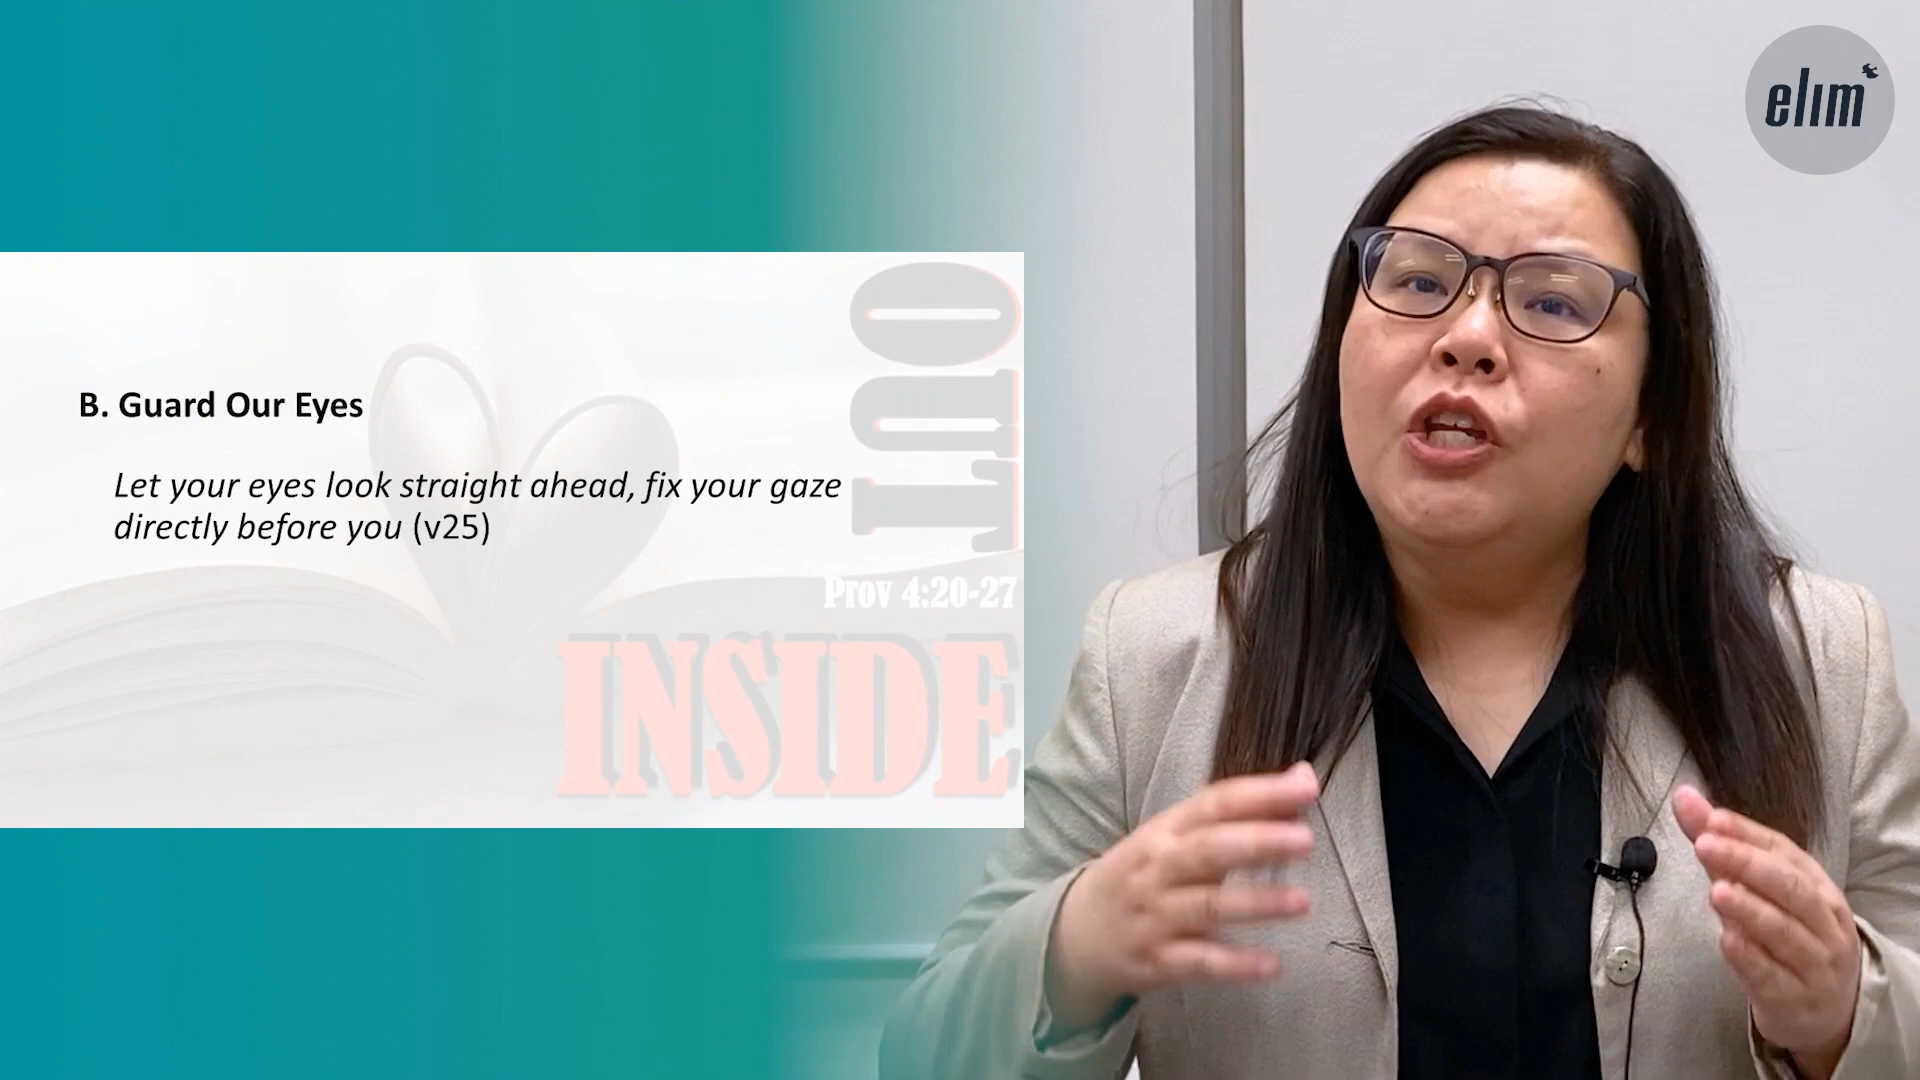 elım
B. Guard Our Eyes
Let your eyes look straight ahead, fix your gaze
directly before you (v25)
OUT
Prov 4:20-27
INSIDE